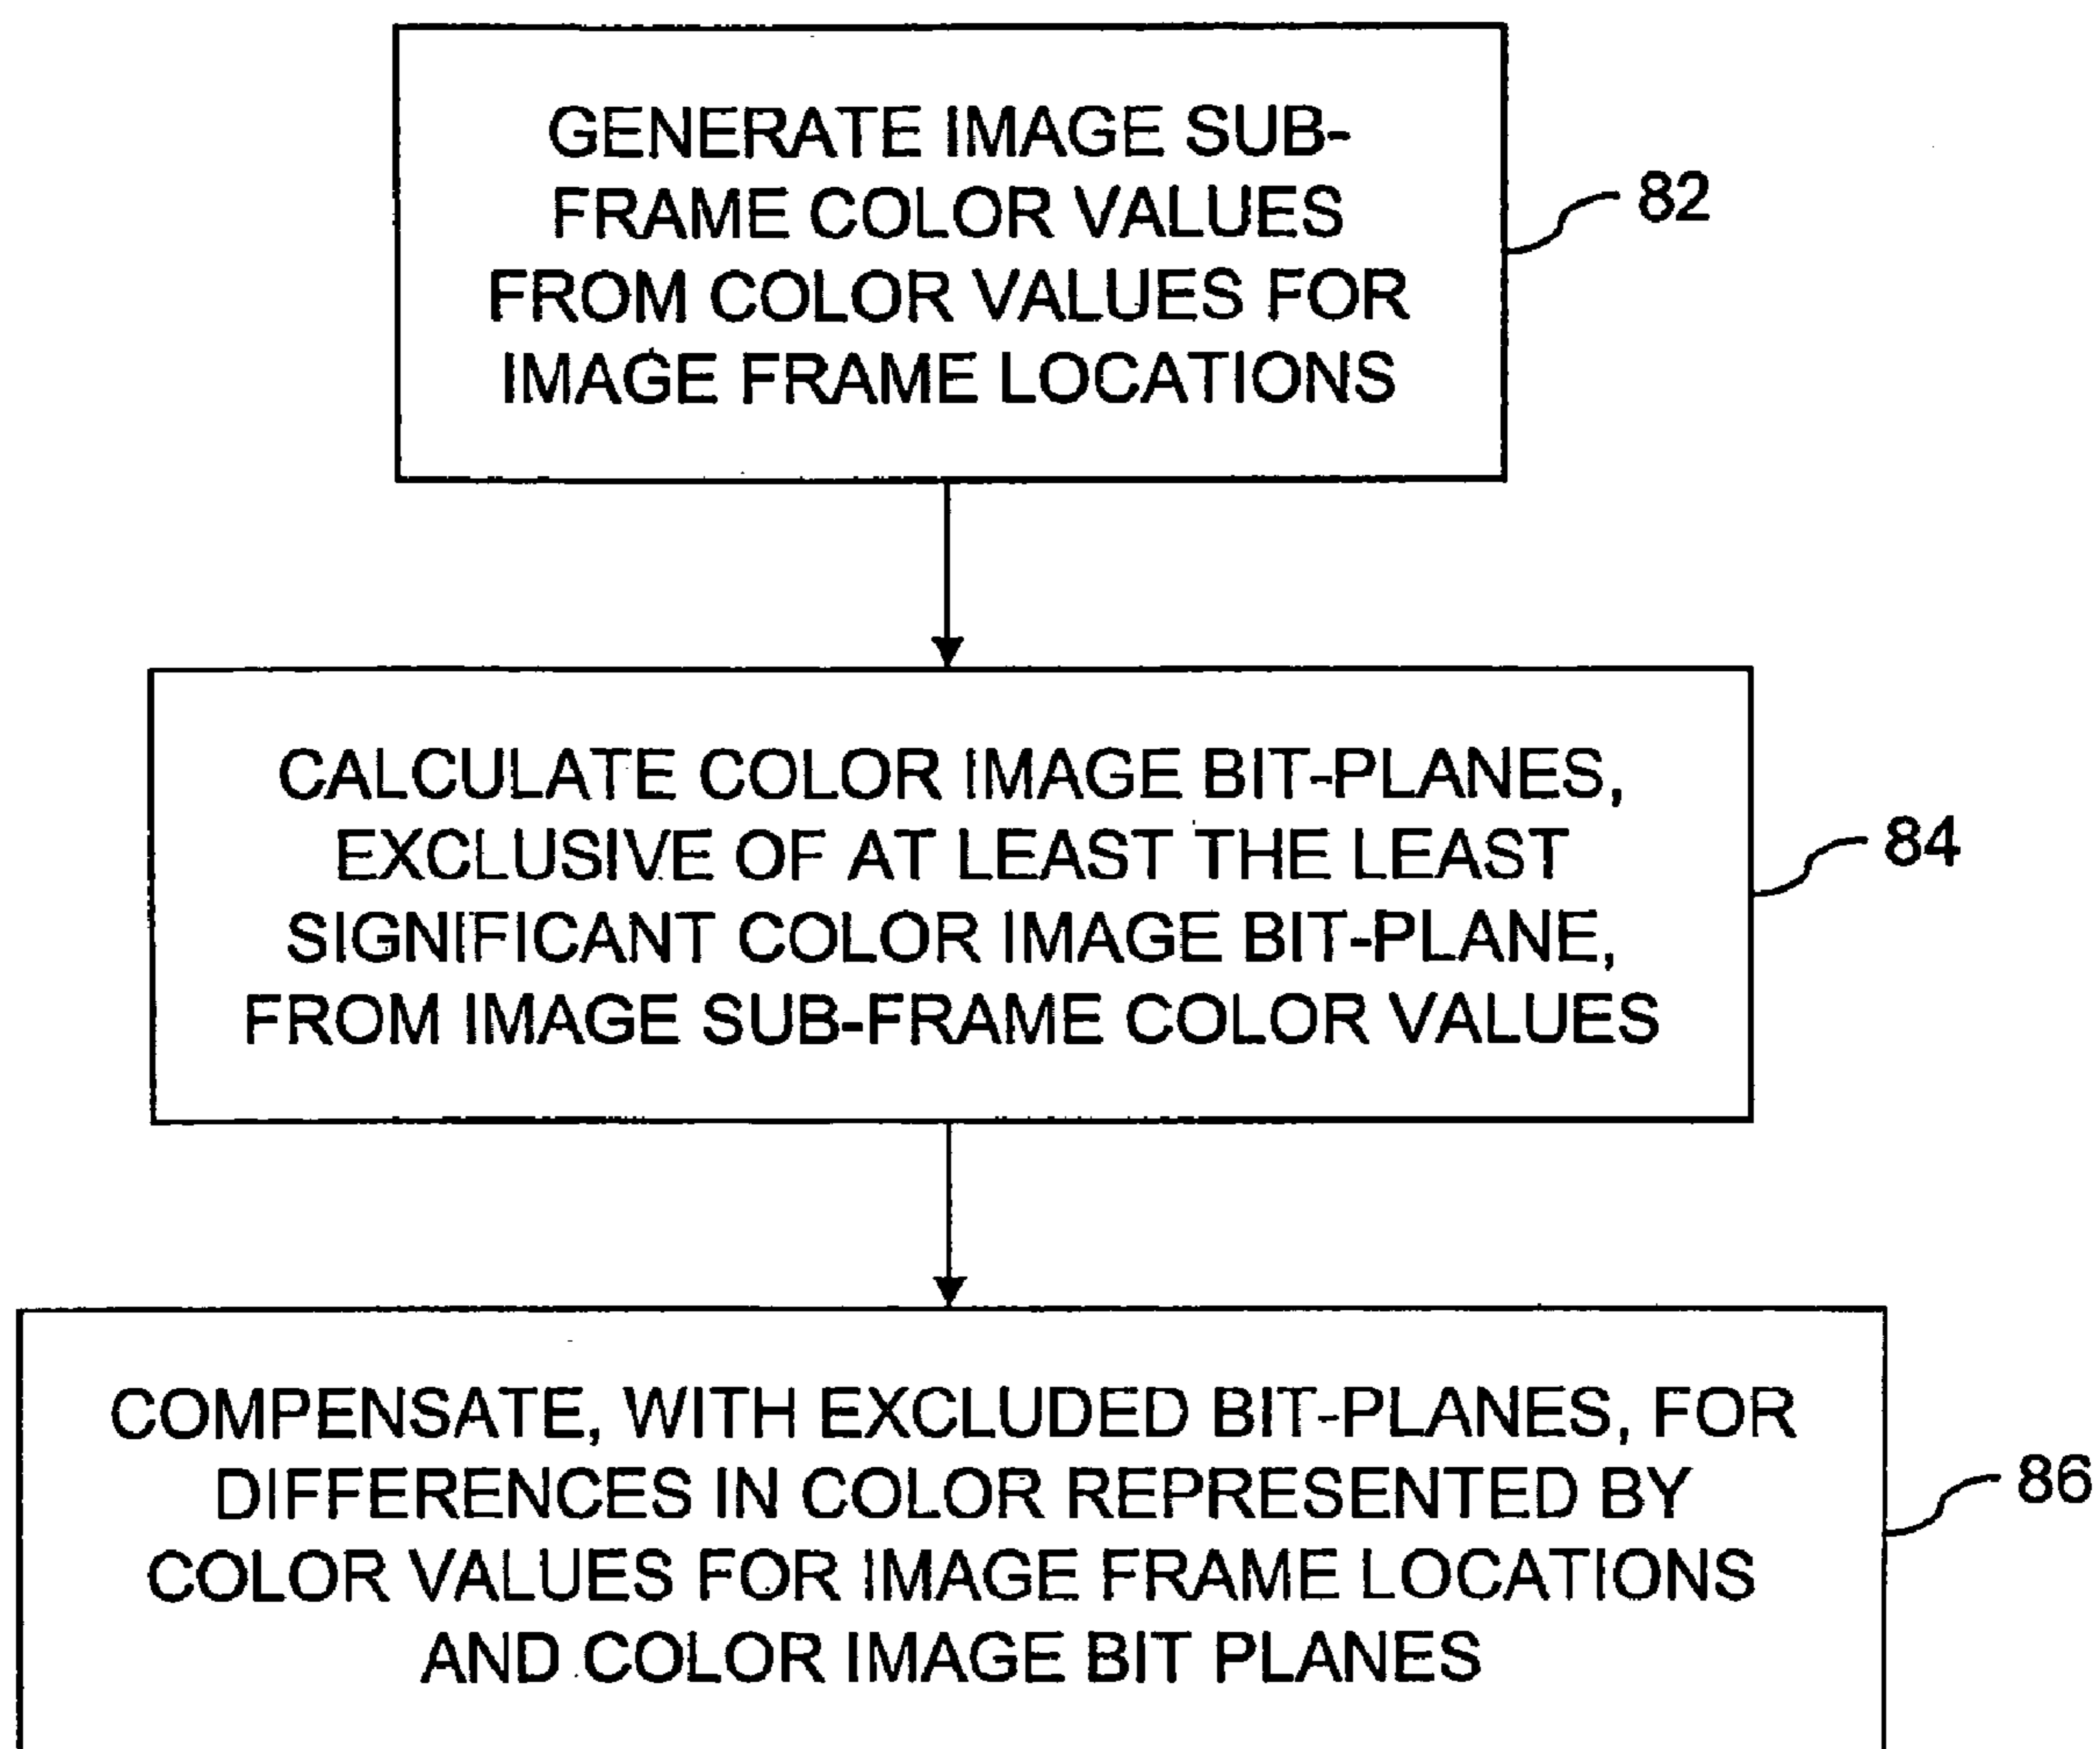 GENERATE IMAGE SUB-
FRAME COLOR VALUES
FROM COLOR VALUES FOR
IMAGE FRAME LOCATIONS
82
CALCULATE COLOR IMAGE BIT-PLANES,
EXCLUSIVE OF AT LEAST THE LEAST
SIGNIFICANT COLOR IMAGE BIT-PLANE,
FROM IMAGE SUB-FRAME COLOR VALUES
84
COMPENSATE, WITH EXCLUDED BIT-PLANES, FOR
DIFFERENCES IN COLOR REPRESENTED BY
COLOR VALUES FOR IMAGE FRAME LOCATIONS
AND COLOR IMAGE BIT PLANES
86